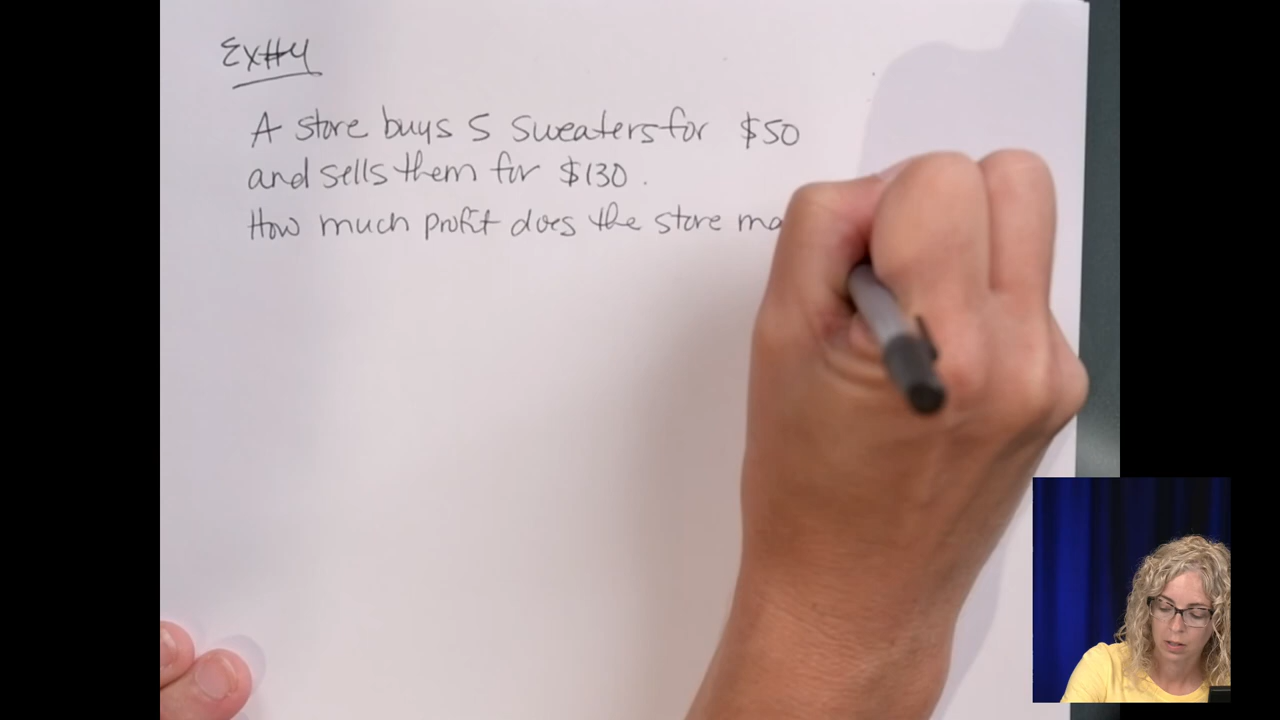 Ex#4
A store buys 5 sweaters for $50
and sells them for $130.
How much profit does the store ma